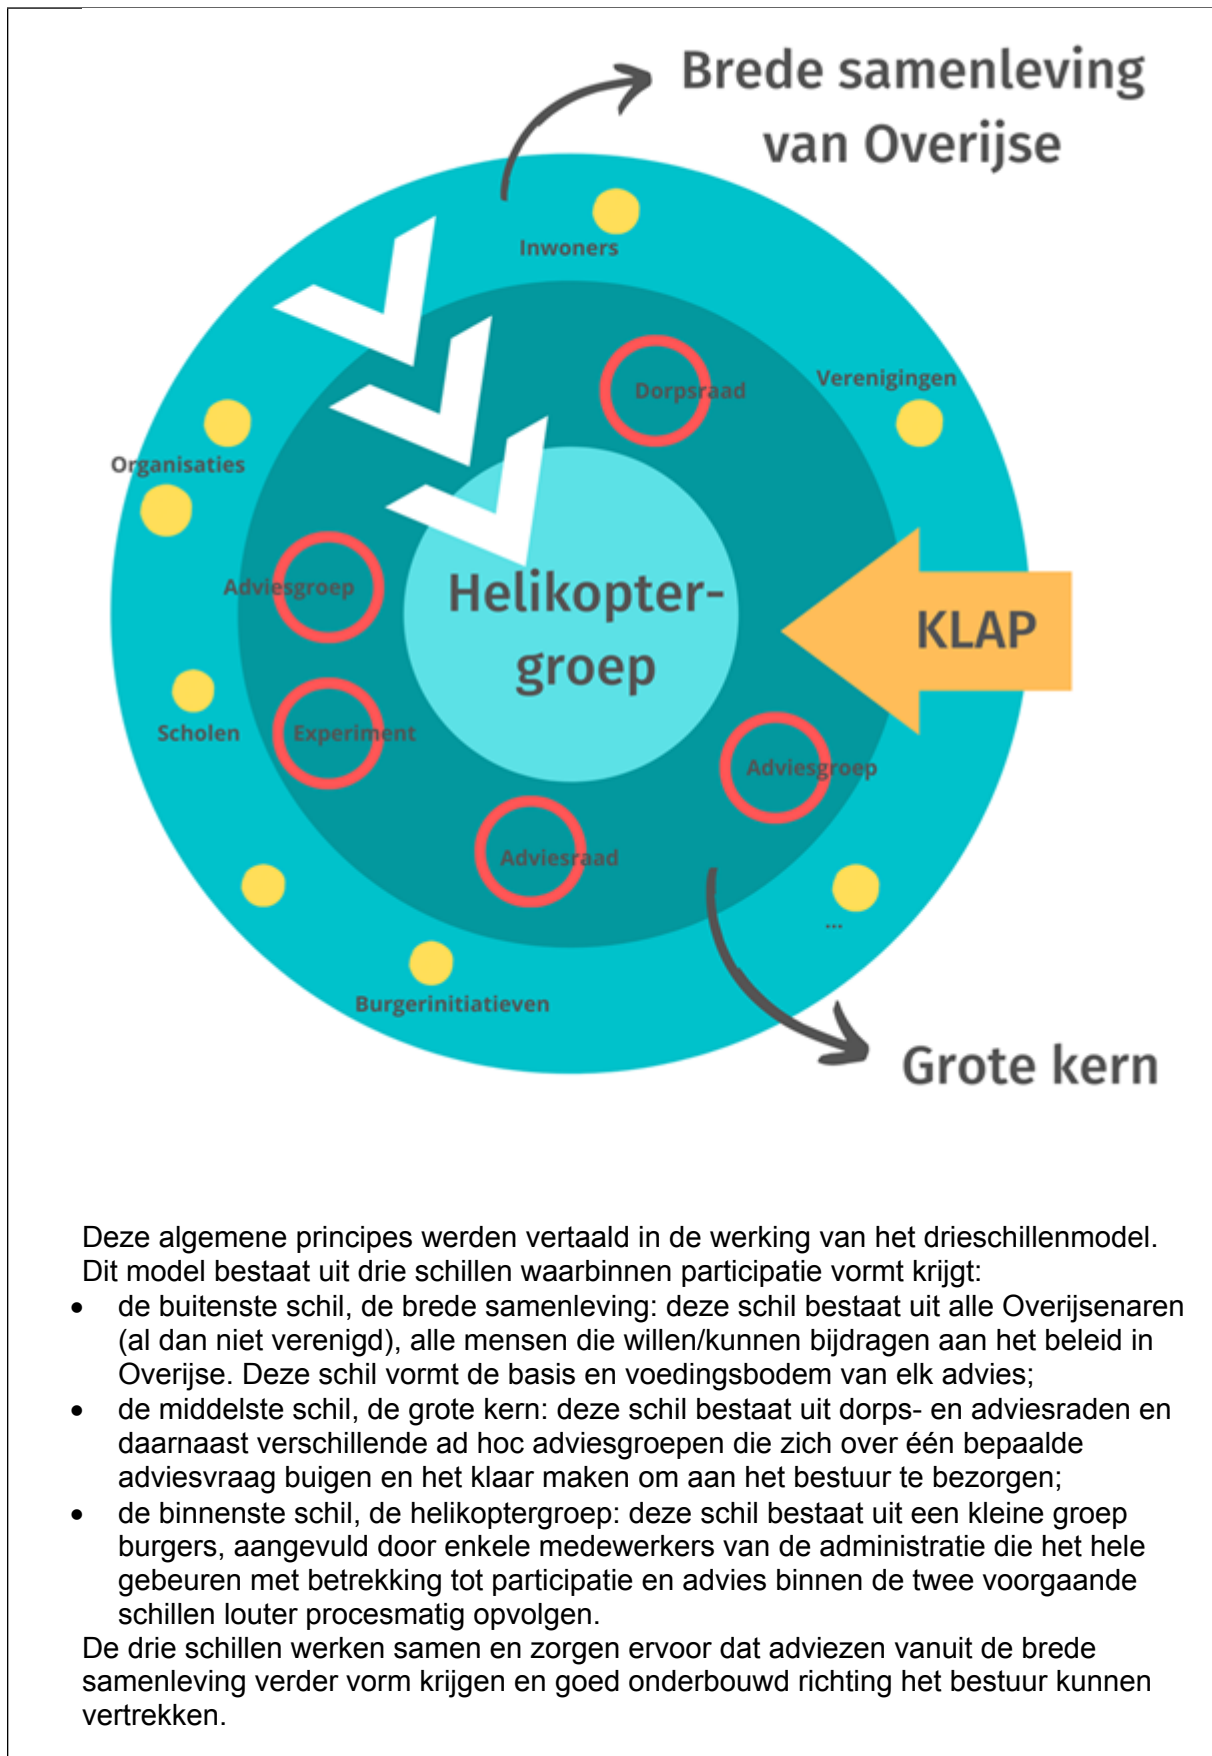 Brede samenleving
van Overijse
Inwoners
Verenigingen
Dorpsraad
Organisaties
Adviesgroep
Helikopter-
groep
KLAP
Scholen
Experiment
Adviesgroep
Adviesraad
...
Burgerinitiatieven
Grote kern
Deze algemene principes werden vertaald in de werking van het drieschillenmodel.
Dit model bestaat uit drie schillen waarbinnen participatie vormt krijgt:
• de buitenste schil, de brede samenleving: deze schil bestaat uit alle Overijsenaren
(al dan niet verenigd), alle mensen die willen/kunnen bijdragen aan het beleid in
Overijse. Deze schil vormt de basis en voedingsbodem van elk advies;
• de middelste schil, de grote kern: deze schil bestaat uit dorps- en adviesraden en
daarnaast verschillende ad hoc adviesgroepen die zich over één bepaalde
adviesvraag buigen en het klaar maken om aan het bestuur te bezorgen;
• de binnenste schil, de helikoptergroep: deze schil bestaat uit een kleine groep
burgers, aangevuld door enkele medewerkers van de administratie die het hele
gebeuren met betrekking tot participatie en advies binnen de twee voorgaande
schillen louter procesmatig opvolgen.
De drie schillen werken samen en zorgen ervoor dat adviezen vanuit de brede
samenleving verder vorm krijgen en goed onderbouwd richting het bestuur kunnen
vertrekken.